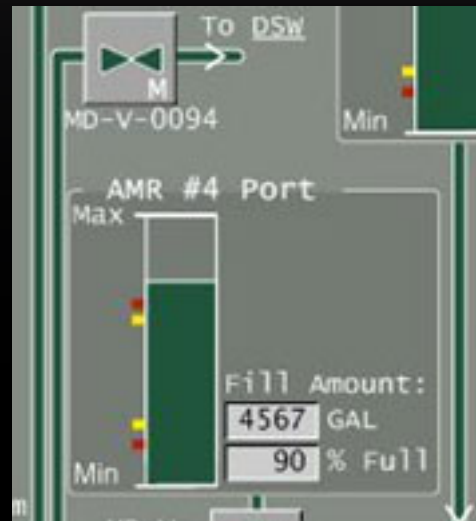 To DSW
M
MD-V-0094
Min
AMR #4 Port
Max
Fill Amount:
4567 GAL
90 % Full
Min